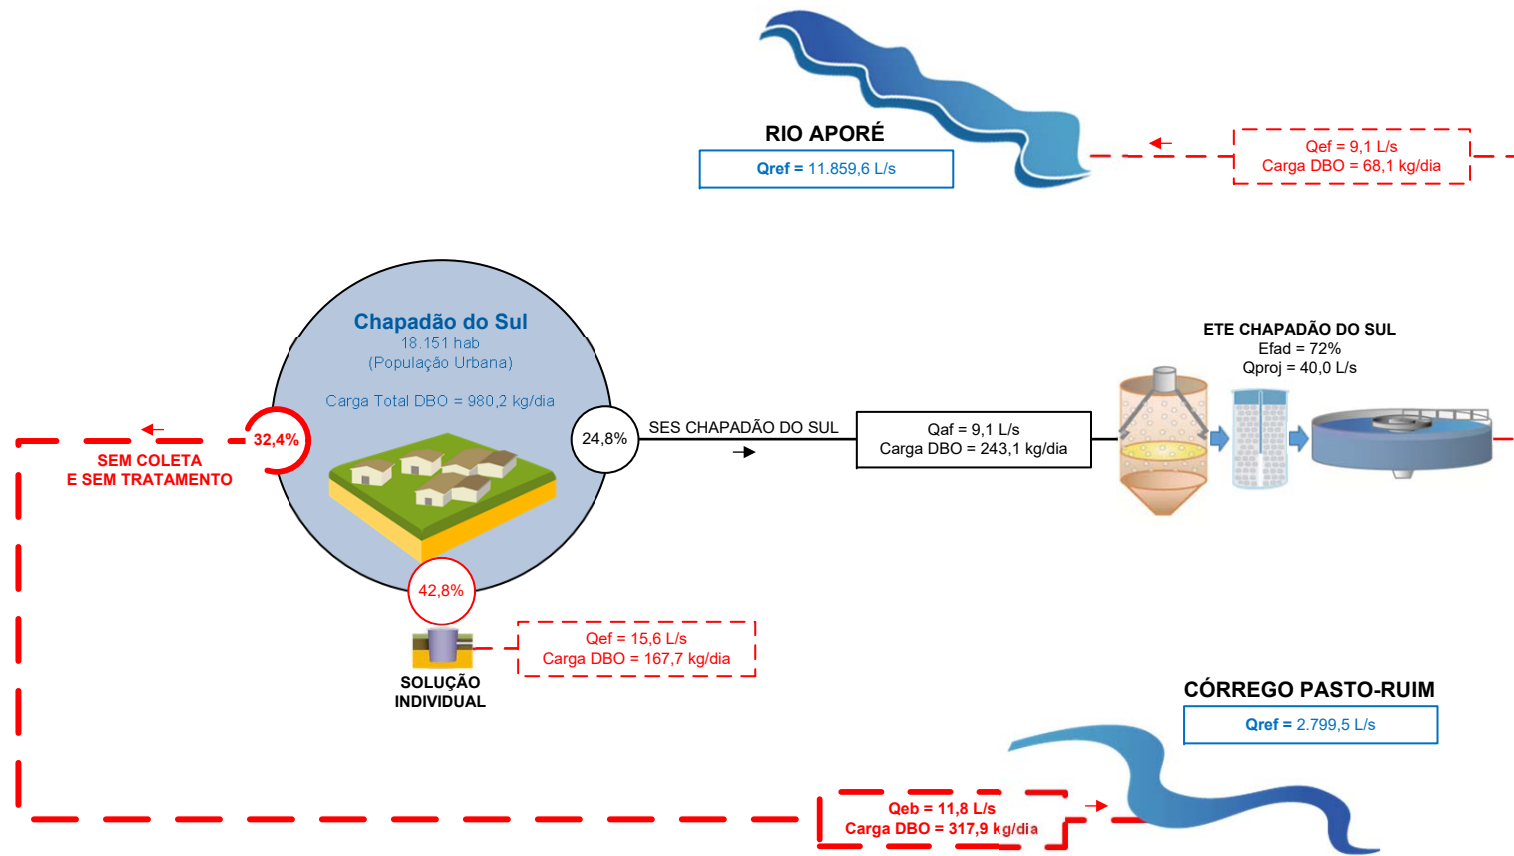 RIO APORÉ
Qref = 11.859,6 L/s
Qef = 9,1 L/s
Carga DBO = 68,1 kg/dia
Chapadão do Sul
18.151 hab
(População Urbana)
Carga Total DBO = 980,2 kg/dia
32,4%
SEM COLETA
E SEM TRATAMENTO
24,8%
SES CHAPADÃO DO SUL
Qaf = 9,1 L/s
Carga DBO = 243,1 kg/dia
ETE CHAPADÃO DO SUL
Efad = 72%
Qproj = 40,0 L/s
42,8%
SOLUÇÃO
INDIVIDUAL
Qef = 15,6 L/s
Carga DBO = 167,7 kg/dia
CÓRREGO PASTO-RUIM
Qref = 2.799,5 L/s
Qeb = 11,8 L/s
Carga DBO = 317,9 kg/dia